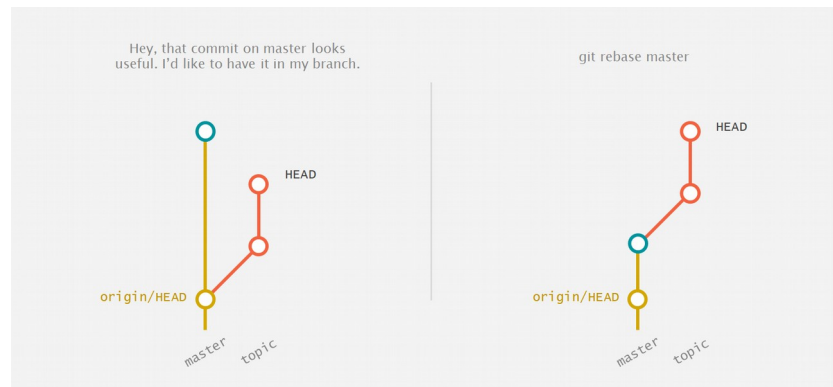 Hey, that commit on master looks
useful. I'd like to have it in my branch.
HEAD
origin/HEAD
master
topic
git rebase master
HEAD
origin/HEAD
master
topic